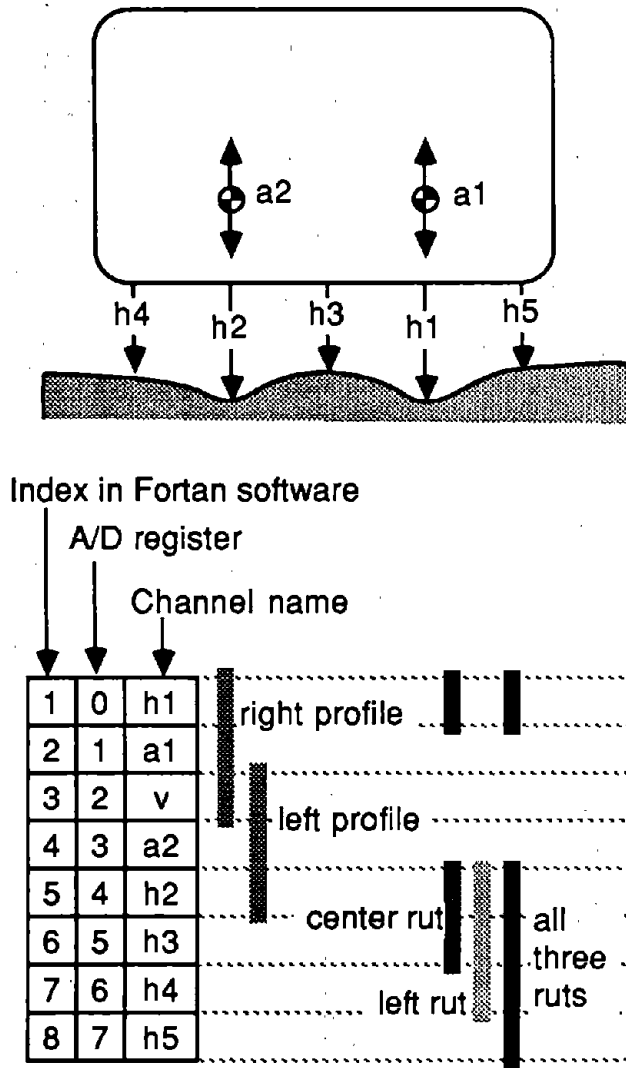 a2 a1
h4 h2 h3 h1 h5
Index in Fortan software
A/D register
Channel name
1 0 h1
right profile
2 1 a1
3 2 v
left profile
4 3 a2
5 4 h2
center rut
all
6 5 h3
three
7 6 h4
left rut
ruts
8 7 h5